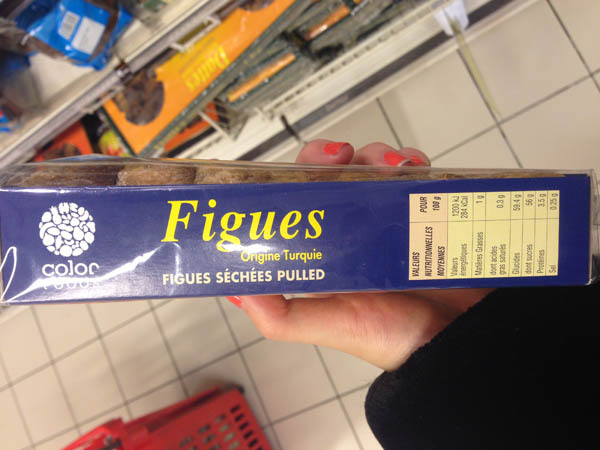 color
FOODS
Figues
Origine Turquie
FIGUES SÉCHÉES PULLED
VALEURS NUTRITIONNELLES MOYENNES POUR 100 g
Valeurs énergétiques 1200 kJ 284 kCal
Matières Grasses 1 g
dont acides gras saturés 0.3 g
Glucides 59.4 g
dont sucres 56 g
Protéines 3.5 g
Sel 0.25 g
Dattes